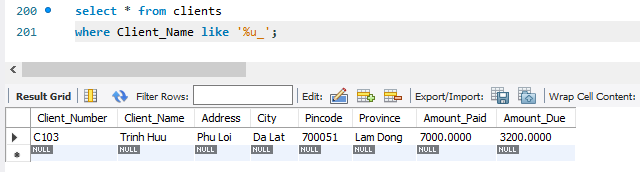 200 select * from clients
201 where Client_Name like '%u_';
Result Grid Filter Rows: Edit: Export/Import: Wrap Cell Content:
Client_Number Client_Name Address City Pincode Province Amount_Paid Amount_Due
C103 Trinh Huu Phu Loi Da Lat 700051 Lam Dong 7000.0000 3200.0000
NULL NULL NULL NULL NULL NULL NULL NULL